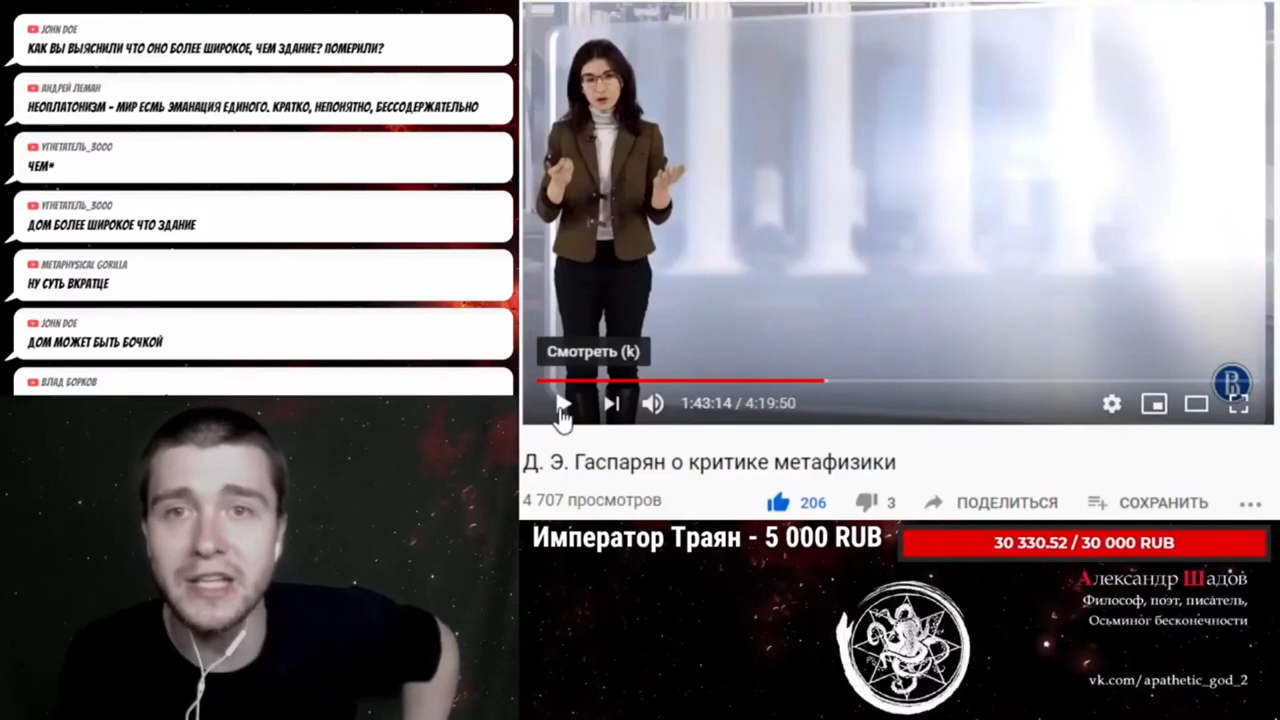 JOHN DOE
КАК ВЫ ВЫЯСНИЛИ ЧТО ОНО БОЛЕЕ ШИРОКОЕ, ЧЕМ ЗДАНИЕ? ПОМЕРИЛИ?
АНДРЕЙ ЛЕМАН
НЕОПЛАТОНИЗМ - МИР ЕСМЬ ЭМАНАЦИЯ ЕДИНОГО. КРАТКО, НЕПОНЯТНО, БЕССОДЕРЖАТЕЛЬНО
УГНЕТАТЕЛЬ_3000
ЧЕМ*
УГНЕТАТЕЛЬ_3000
ДОМ БОЛЕЕ ШИРОКОЕ ЧТО ЗДАНИЕ
METAPHYSICAL GORILLA
НУ СУТЬ ВКРАТЦЕ
JOHN DOE
ДОМ МОЖЕТ БЫТЬ БОЧКОЙ
ВЛАД БОРКОВ
Смотреть (k)
1:43:14 / 4:19:50
Д. Э. Гаспарян о критике метафизики
4 707 просмотров
206
3
ПОДЕЛИТЬСЯ
СОХРАНИТЬ
Император Траян - 5 000 RUB
30 330.52 / 30 000 RUB
Александр Шадов
Философ, поэт, писатель,
Осьминог бесконечности
vk.com/apathetic_god_2